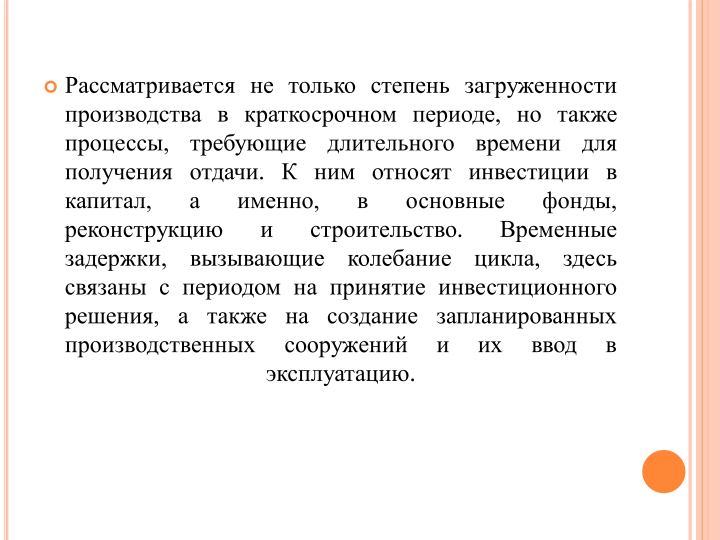 Рассматривается не только степень загруженности
производства в краткосрочном периоде, но также
процессы, требующие длительного времени для
получения отдачи. К ним относят инвестиции в
капитал, а именно, в основные фонды,
реконструкцию и строительство. Временные
задержки, вызывающие колебание цикла, здесь
связаны с периодом на принятие инвестиционного
решения, а также на создание запланированных
производственных сооружений и их ввод в
эксплуатацию.